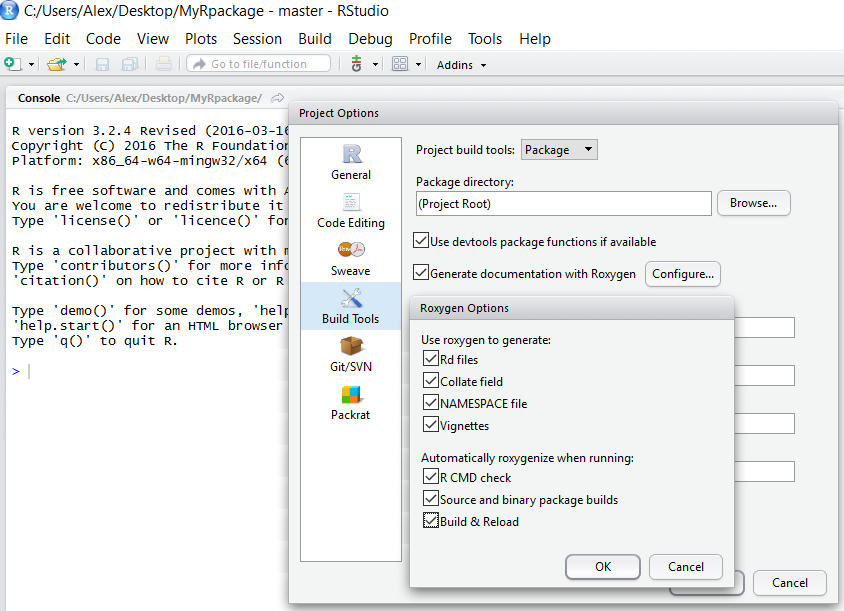 C:/Users/Alex/Desktop/MyRpackage - master - RStudio
File Edit Code View Plots Session Build Debug Profile Tools Help
Go to file/function Addins
Console C:/Users/Alex/Desktop/MyRpackage/
R version 3.2.4 Revised (2016-03-16
Copyright (C) 2016 The R Foundation
Platform: x86_64-w64-mingw32/x64 (6
R is free software and comes with A
You are welcome to redistribute it
Type 'license()' or 'licence()' for
R is a collaborative project with m
Type 'contributors()' for more info
'citation()' on how to cite R or R
Type 'demo()' for some demos, 'help
'help.start()' for an HTML browser
Type 'q()' to quit R.
>
Project Options
General
Code Editing
Sweave
Build Tools
Git/SVN
Packrat
Project build tools: Package
Package directory:
(Project Root) Browse...
Use devtools package functions if available
Generate documentation with Roxygen Configure...
Roxygen Options
Use roxygen to generate:
Rd files
Collate field
NAMESPACE file
Vignettes
Automatically roxygenize when running:
R CMD check
Source and binary package builds
Build & Reload
OK Cancel
Cancel